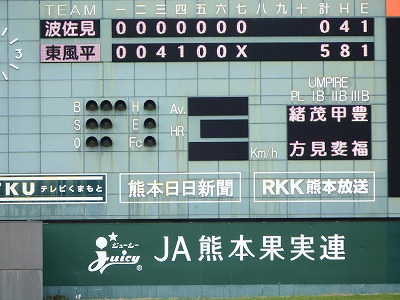 TEAM 一 二 三 四 五 六 七 八 九 十 計 H E
波佐見 0 0 0 0 0 0 0 0 4 1
東風平 0 0 4 1 0 0 X 5 8 1
UMPIRE
B H Av. PL IB IIB IIIB
S E HR 緒 茂 甲 豊
O Fc Km/h 方 見 斐 福
3
TKU テレビくまもと 熊本日日新聞 RKK熊本放送
ジューシー
juicy® JA熊本果実連